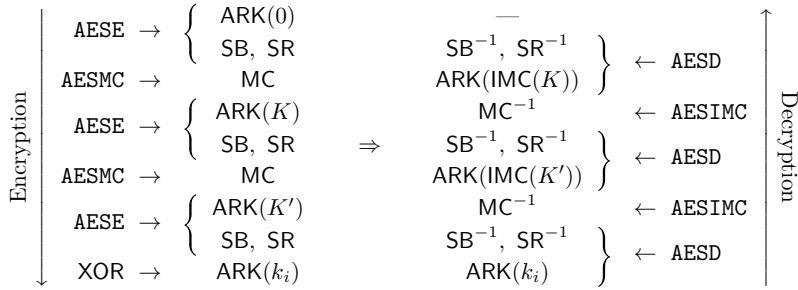 AESE → { ARK(0) —
SB, SR SB⁻¹, SR⁻¹ } ← AESD
AESMC → MC ARK(IMC(K))
AESE → { ARK(K) MC⁻¹ ← AESIMC
SB, SR ⇒ SB⁻¹, SR⁻¹ } ← AESD
AESMC → MC ARK(IMC(K′))
AESE → { ARK(K′) MC⁻¹ ← AESIMC
SB, SR SB⁻¹, SR⁻¹ } ← AESD
XOR → ARK(kᵢ) ARK(kᵢ)
Encryption
Decryption